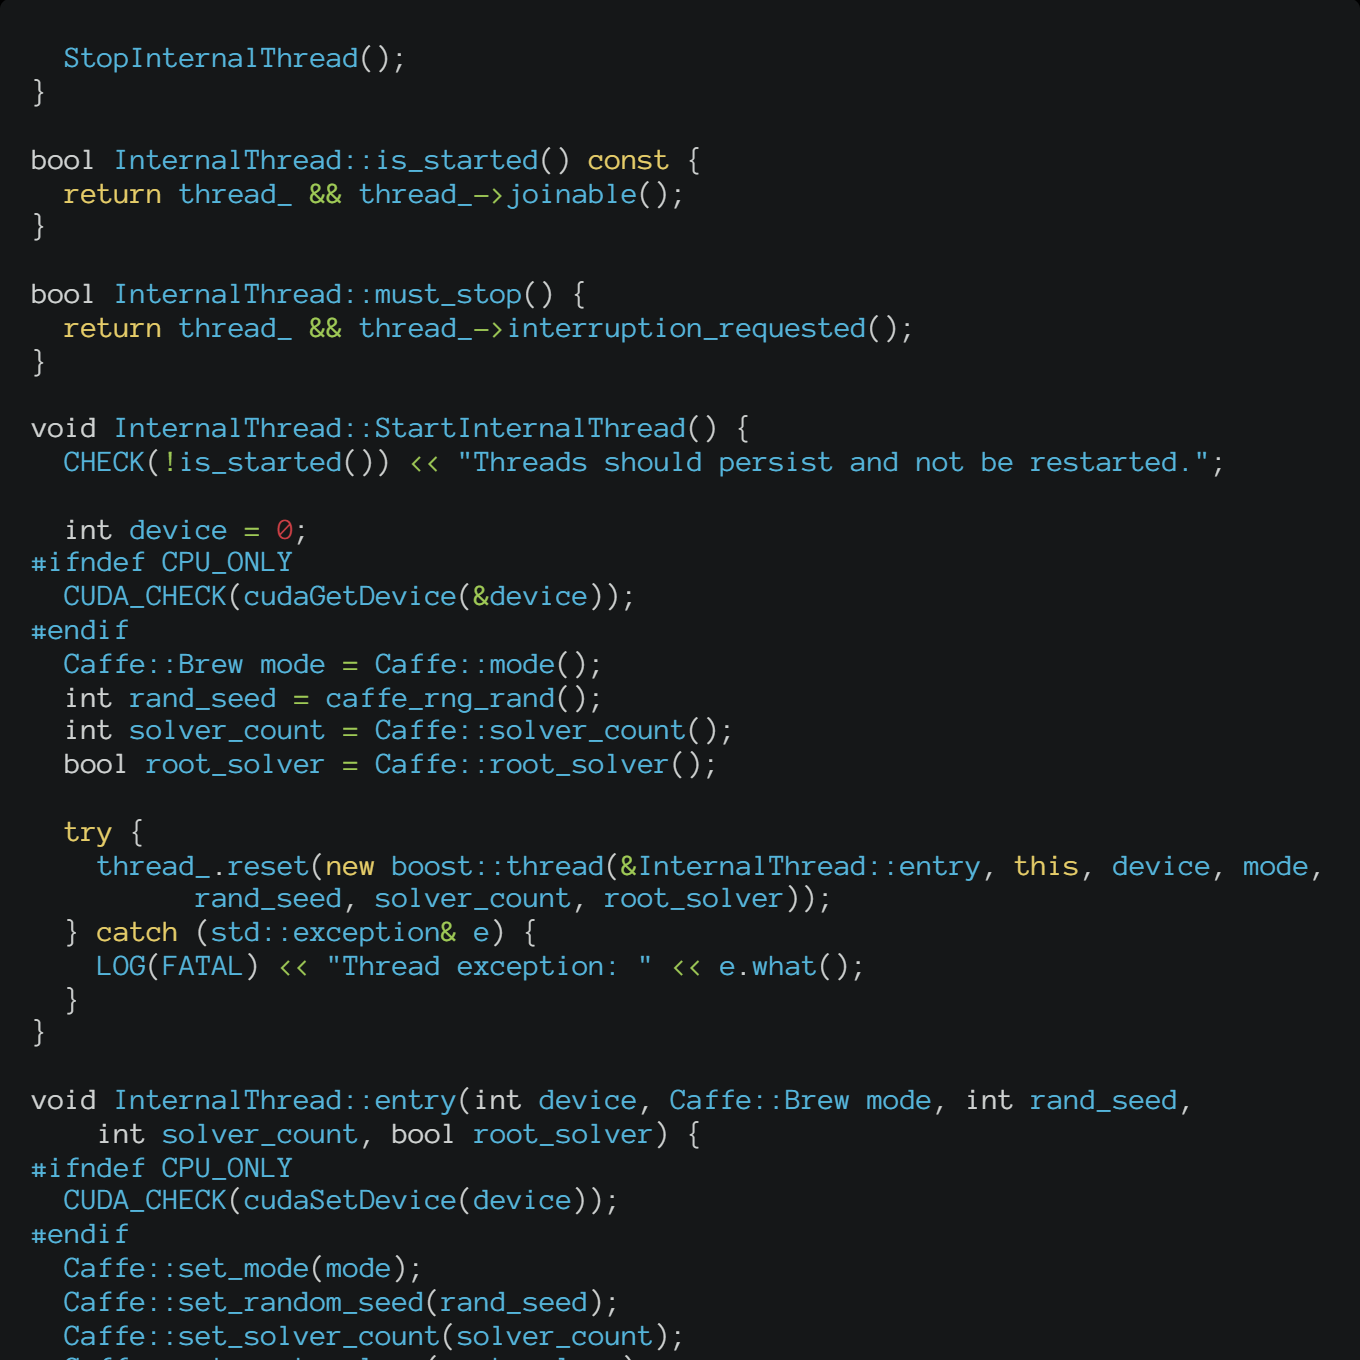 StopInternalThread();
}

bool InternalThread::is_started() const {
  return thread_ && thread_->joinable();
}

bool InternalThread::must_stop() {
  return thread_ && thread_->interruption_requested();
}

void InternalThread::StartInternalThread() {
  CHECK(!is_started()) << "Threads should persist and not be restarted.";

  int device = 0;
#ifndef CPU_ONLY
  CUDA_CHECK(cudaGetDevice(&device));
#endif
  Caffe::Brew mode = Caffe::mode();
  int rand_seed = caffe_rng_rand();
  int solver_count = Caffe::solver_count();
  bool root_solver = Caffe::root_solver();

  try {
    thread_.reset(new boost::thread(&InternalThread::entry, this, device, mode,
          rand_seed, solver_count, root_solver));
  } catch (std::exception& e) {
    LOG(FATAL) << "Thread exception: " << e.what();
  }
}

void InternalThread::entry(int device, Caffe::Brew mode, int rand_seed,
    int solver_count, bool root_solver) {
#ifndef CPU_ONLY
  CUDA_CHECK(cudaSetDevice(device));
#endif
  Caffe::set_mode(mode);
  Caffe::set_random_seed(rand_seed);
  Caffe::set_solver_count(solver_count);